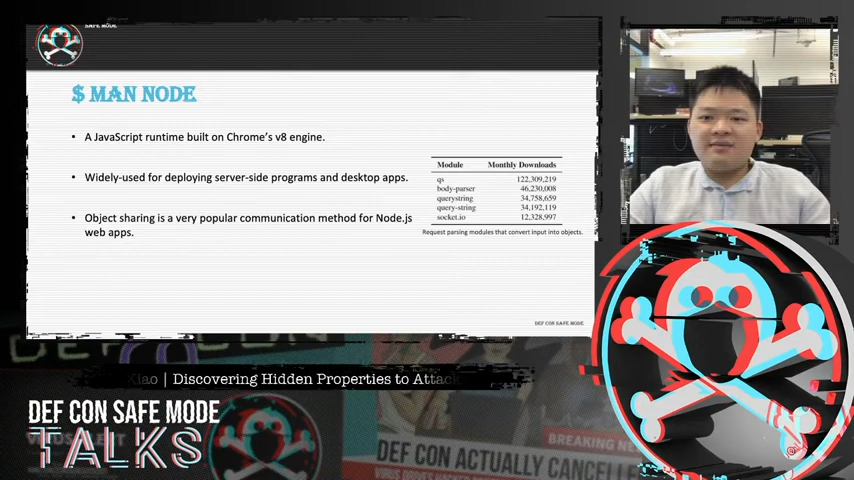 SAFE MODE
$ MAN NODE
• A JavaScript runtime built on Chrome's v8 engine.
• Widely-used for deploying server-side programs and desktop apps.
• Object sharing is a very popular communication method for Node.js
web apps.
Module Monthly Downloads
qs 122,309,219
body-parser 46,230,008
querystring 34,758,659
query-string 34,192,119
socket.io 12,328,997
Request parsing modules that convert input into objects.
DEF CON SAFE MODE
Xiao | Discovering Hidden Properties to Attack
DEF CON SAFE MODE
TALKS
BREAKING NE
DEF CON ACTUALLY CANCELLE